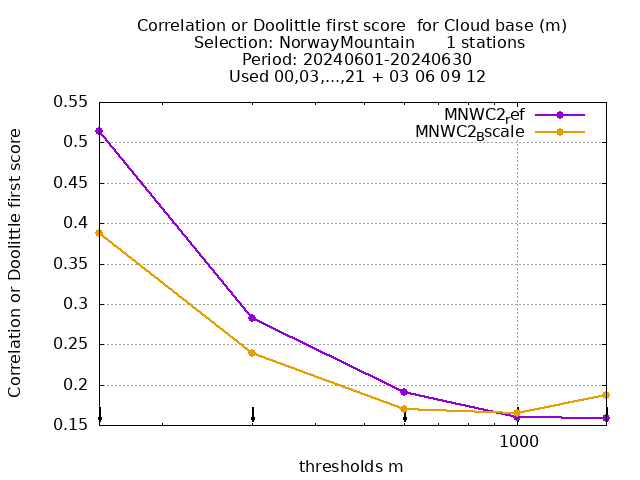 Correlation or Doolittle first score  for Cloud base (m)
Selection: NorwayMountain      1 stations
Period: 20240601-20240630
Used 00,03,...,21 + 03 06 09 12
Correlation or Doolittle first score
0.55
0.5
0.45
0.4
0.35
0.3
0.25
0.2
0.15
MNWC2ref
MNWC2Bscale
1000
thresholds m